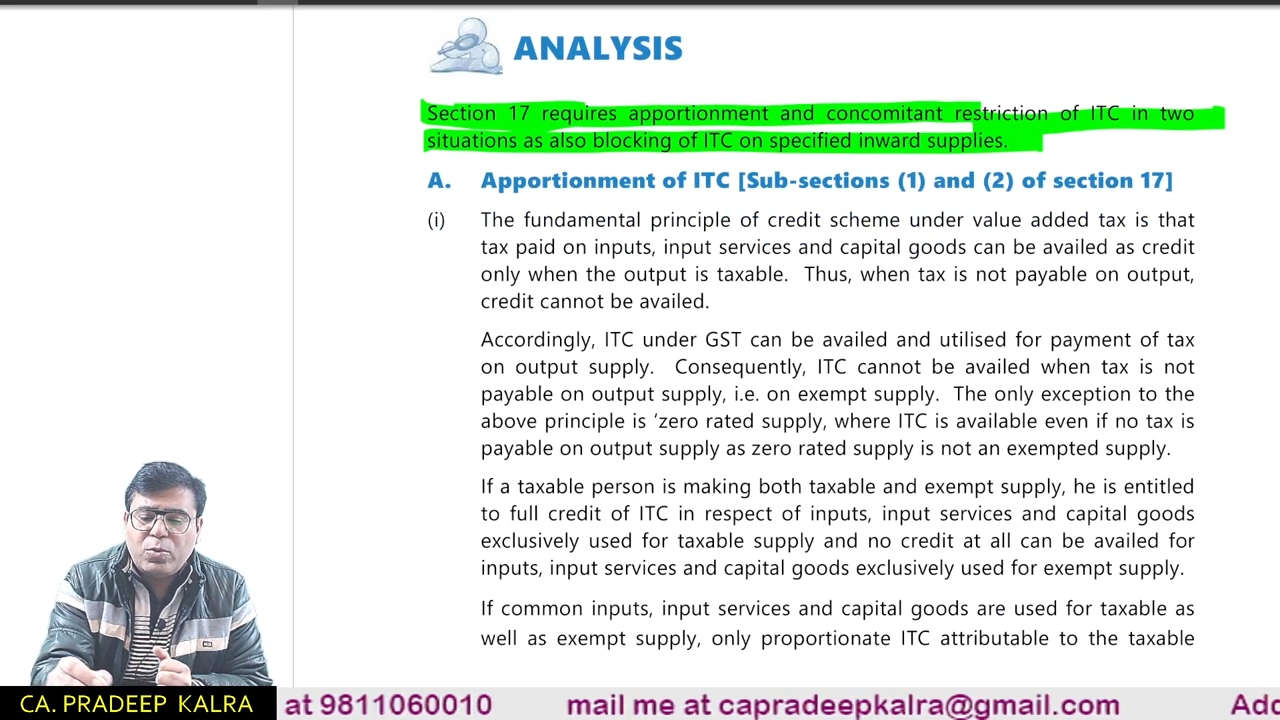 ANALYSIS
Section 17 requires apportionment and concomitant restriction of ITC in two
situations as also blocking of ITC on specified inward supplies.
A. Apportionment of ITC [Sub-sections (1) and (2) of section 17]
(i) The fundamental principle of credit scheme under value added tax is that
tax paid on inputs, input services and capital goods can be availed as credit
only when the output is taxable. Thus, when tax is not payable on output,
credit cannot be availed.
Accordingly, ITC under GST can be availed and utilised for payment of tax
on output supply. Consequently, ITC cannot be availed when tax is not
payable on output supply, i.e. on exempt supply. The only exception to the
above principle is ‘zero rated supply, where ITC is available even if no tax is
payable on output supply as zero rated supply is not an exempted supply.
If a taxable person is making both taxable and exempt supply, he is entitled
to full credit of ITC in respect of inputs, input services and capital goods
exclusively used for taxable supply and no credit at all can be availed for
inputs, input services and capital goods exclusively used for exempt supply.
If common inputs, input services and capital goods are used for taxable as
well as exempt supply, only proportionate ITC attributable to the taxable
CA. PRADEEP KALRA at 9811060010 mail me at capradeepkalra@gmail.com Add